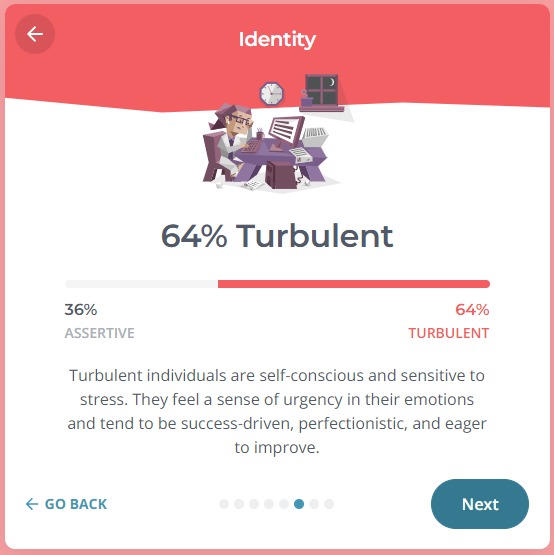 Identity
64% Turbulent
36%
64%
ASSERTIVE
TURBULENT
Turbulent individuals are self-conscious and sensitive to
stress. They feel a sense of urgency in their emotions
and tend to be success-driven, perfectionistic, and eager
to improve.
← GO BACK
Next